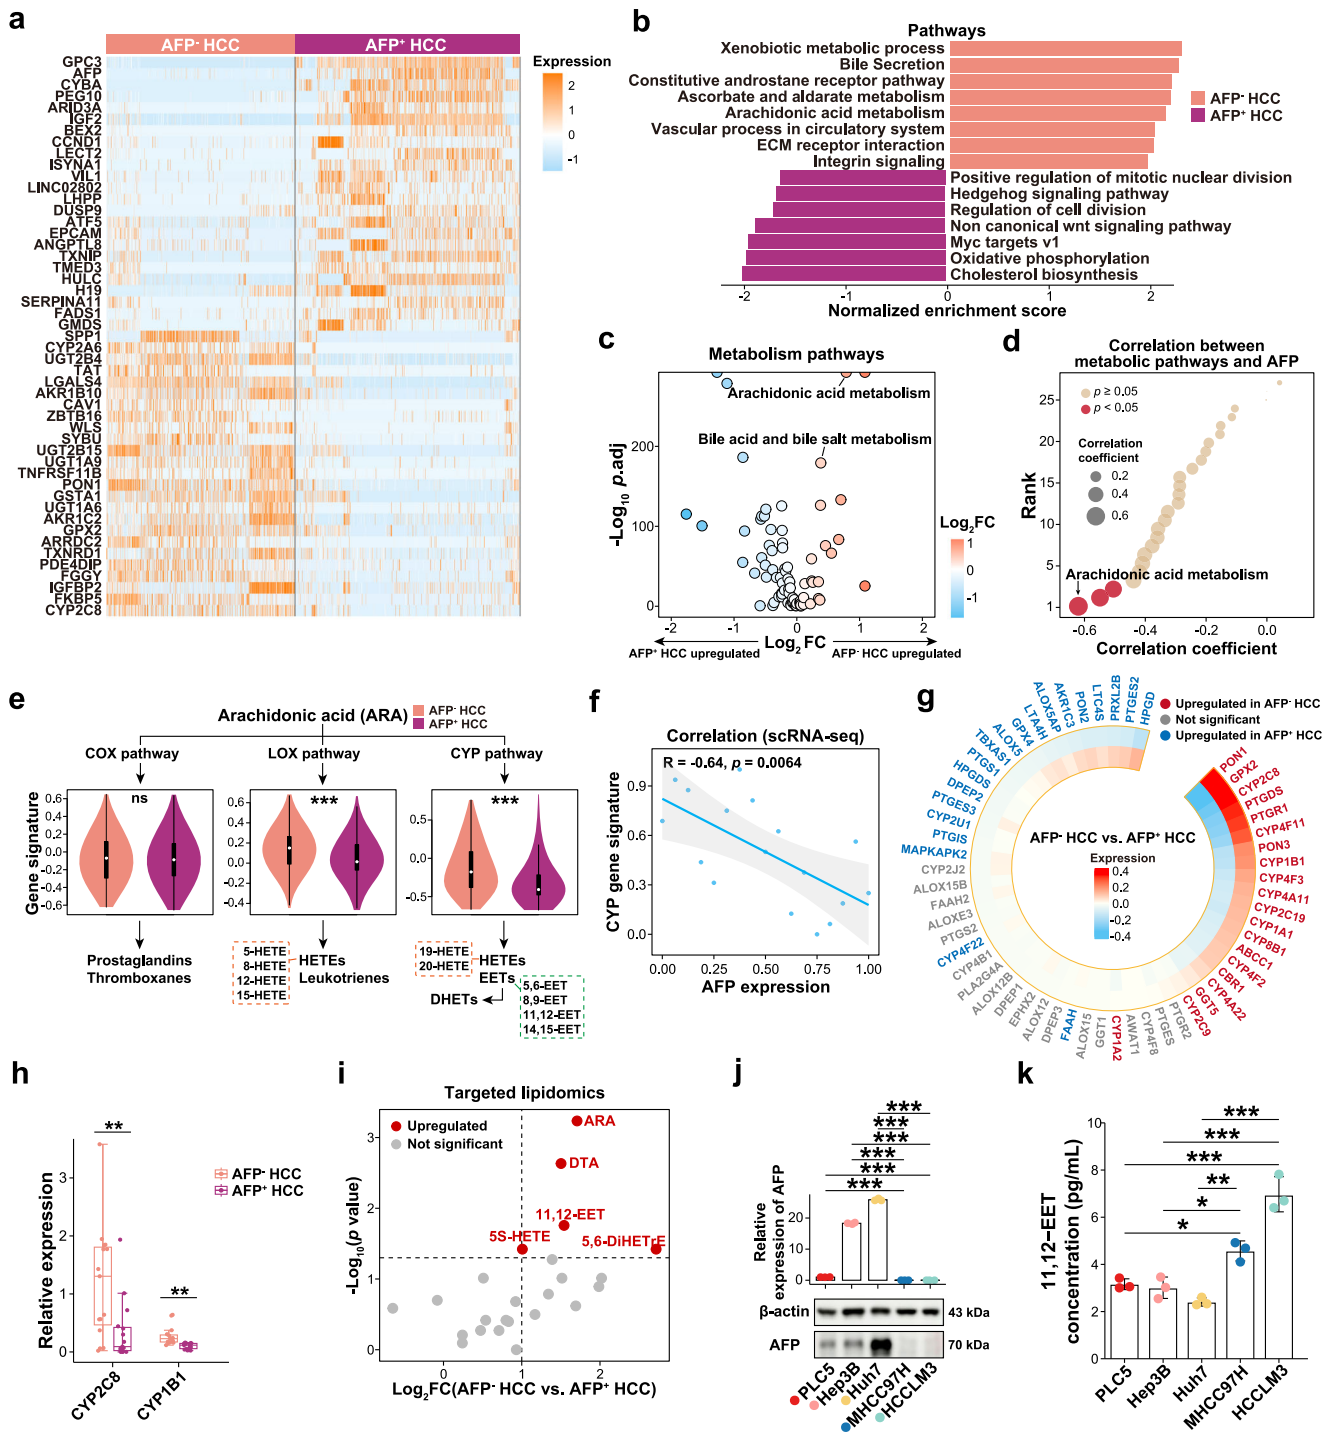 a
AFP- HCC
AFP+ HCC
GPC3
AFP
CYBA
PEG10
ARID3A
IGF2
BEX2
CCND1
LECT2
ISYNA1
VIL1
LINC02802
LHPP
DUSP9
ATF5
EPCAM
ANGPTL8
TXNIP
TMED3
HULC
H19
SERPINA11
FADS1
GMDS
SPP1
CYP2A6
UGT2B4
TAT
LGALS4
AKR1B10
CAV1
ZBTB16
WLS
SYBU
UGT2B15
UGT1A9
TNFRSF11B
PON1
GSTA1
UGT1A6
AKR1C2
GPX2
ARRDC2
TXNRD1
PDE4DIP
FGGY
IGFBP2
FKBP5
CYP2C8
Expression
2
1
0
-1
b
Pathways
Xenobiotic metabolic process
Bile Secretion
Constitutive androstane receptor pathway
Ascorbate and aldarate metabolism
Arachidonic acid metabolism
Vascular process in circulatory system
ECM receptor interaction
Integrin signaling
Positive regulation of mitotic nuclear division
Hedgehog signaling pathway
Regulation of cell division
Non canonical wnt signaling pathway
Myc targets v1
Oxidative phosphorylation
Cholesterol biosynthesis
AFP- HCC
AFP+ HCC
-2 -1 0 1 2
Normalized enrichment score
c
Metabolism pathways
Arachidonic acid metabolism
Bile acid and bile salt metabolism
-Log10 p.adj
200
100
0
-2 -1 0 1 2
Log2 FC
AFP+ HCC upregulated
AFP- HCC upregulated
Log2FC
1
0
-1
d
Correlation between
metabolic pathways and AFP
p ≥ 0.05
p < 0.05
Correlation
coefficient
0.2
0.4
0.6
Arachidonic acid metabolism
Rank
25
20
15
10
5
1
-0.6 -0.4 -0.2 0.0
Correlation coefficient
e
Arachidonic acid (ARA)
AFP- HCC
AFP+ HCC
COX pathway
LOX pathway
CYP pathway
Gene signature
0.6
0.4
0.2
0.0
-0.2
-0.4
-0.6
ns
0.6
0.4
0.2
0.0
-0.2
-0.4
***
0.5
0.0
-0.5
***
Prostaglandins
Thromboxanes
5-HETE
8-HETE
12-HETE
15-HETE
HETEs
Leukotrienes
19-HETE
20-HETE
HETEs
EETs
DHETs
5,6-EET
8,9-EET
11,12-EET
14,15-EET
f
Correlation (scRNA-seq)
R = -0.64, p = 0.0064
CYP gene signature
0.9
0.6
0.3
0.0
0.00 0.25 0.50 0.75 1.00
AFP expression
g
Upregulated in AFP- HCC
Not significant
Upregulated in AFP+ HCC
AFP- HCC vs. AFP+ HCC
Expression
0.4
0.2
0.0
-0.2
-0.4
PON1
GPX2
CYP2C8
PTGDS
PTGR1
CYP4F11
PON3
CYP1B1
CYP4F3
CYP4A11
CYP2C19
CYP1A1
CYP8B1
ABCC1
CYP4F2
CBR1
CYP4A22
GGT5
CYP2C9
PTGR2
PTGES
CYP4F8
AWAT1
CYP1A2
GGT1
ALOX15
FAAH
DPEP3
ALOX12
EPHX2
DPEP1
ALOX12B
PLA2G4A
CYP4B1
CYP4F22
PTGS2
ALOXE3
FAAH2
ALOX15B
CYP2J2
MAPKAPK2
PTGIS
CYP2U1
PTGES3
DPEP2
HPGDS
PTGS1
TBXAS1
ALOX5
GPX4
LTA4H
ALOX5AP
AKR1C3
PON2
LTC4S
PRXL2B
PTGES2
HPGD
h
Relative expression
3
2
1
0
**
**
CYP2C8
CYP1B1
AFP- HCC
AFP+ HCC
i
Targeted lipidomics
Upregulated
Not significant
ARA
DTA
11,12-EET
5S-HETE
5,6-DiHETrE
-Log10(p value)
3
2
1
0
0 1 2
Log2FC(AFP- HCC vs. AFP+ HCC)
j
***
***
***
***
***
***
Relative
expression of AFP
20
10
0
β-actin
43 kDa
AFP
70 kDa
PLC5
Hep3B
Huh7
MHCC97H
HCCLM3
k
***
***
***
**
*
*
11,12-EET
concentration (pg/mL)
10
8
6
4
2
0
PLC5
Hep3B
Huh7
MHCC97H
HCCLM3